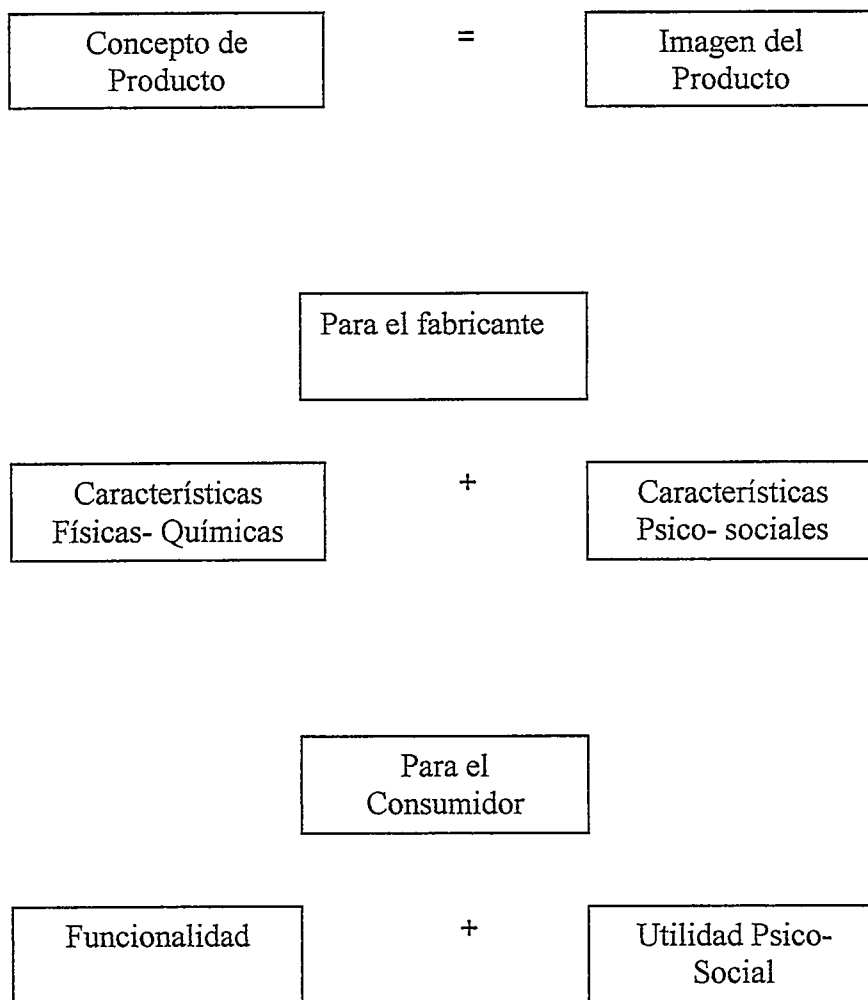 Concepto de
Producto
=
Imagen del
Producto
Para el fabricante
Características
Físicas- Químicas
+
Características
Psico- sociales
Para el
Consumidor
Funcionalidad
+
Utilidad Psico-
Social